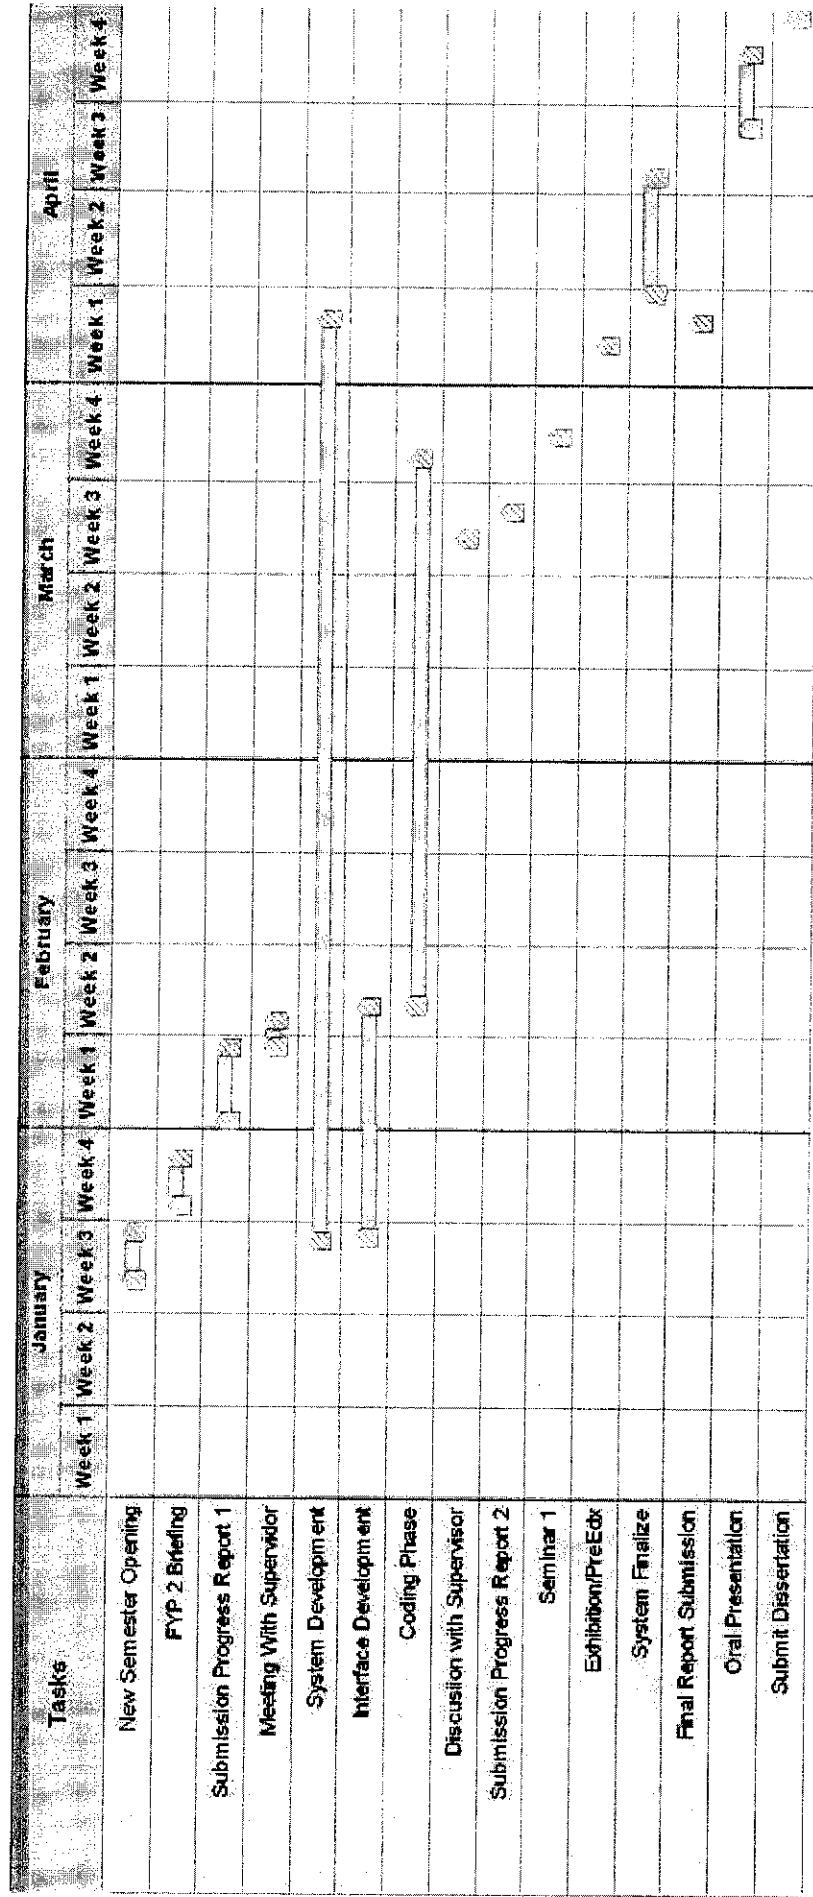 Tasks
January February March April
Week 1 Week 2 Week 3 Week 4 Week 1 Week 2 Week 3 Week 4 Week 1 Week 2 Week 3 Week 4 Week 1 Week 2 Week 3 Week 4
New Semester Opening
FYP 2 Briefing
Submission Progress Report 1
Meeting With Supervidor
System Development
Interface Development
Coding Phase
Discusiion with Supervisor
Submission Progress Report 2
Seminar 1
Exhibition/PreEdx
System Finalize
Final Report Submission
Oral Presentation
Submit Dissertation